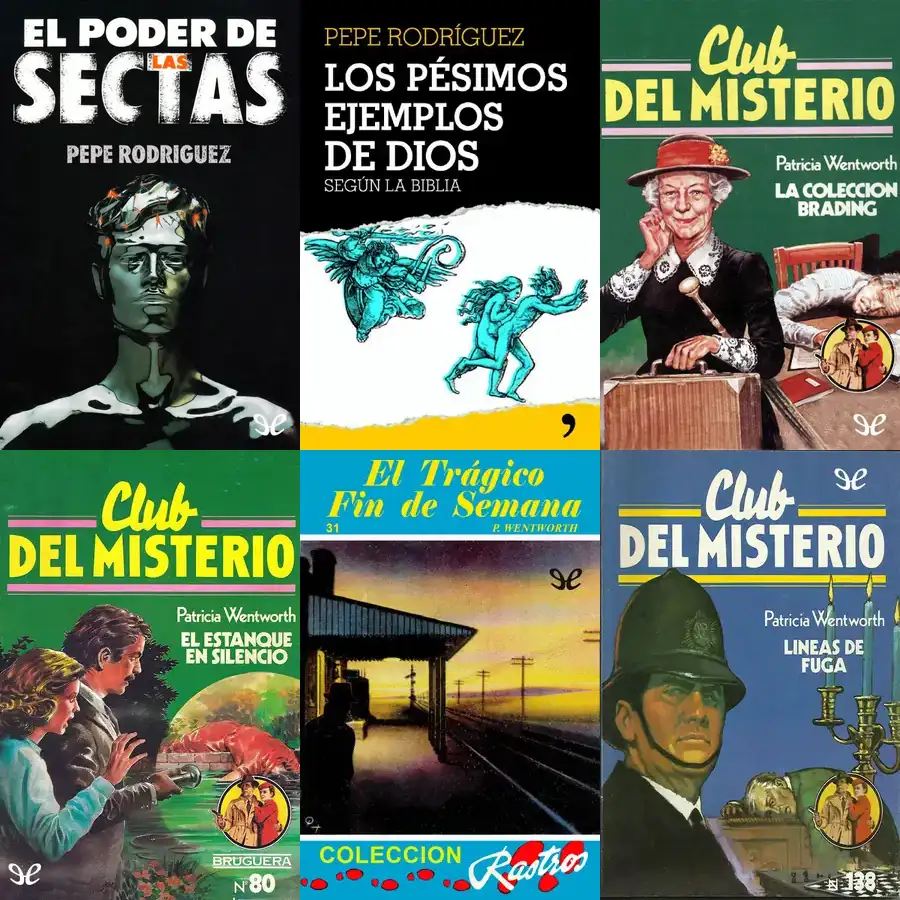 EL PODER DE
LAS
SECTAS
PEPE RODRIGUEZ
PEPE RODRÍGUEZ
LOS PÉSIMOS
EJEMPLOS
DE DIOS
SEGÚN LA BIBLIA
Club
DEL MISTERIO
Patricia Wentworth
LA COLECCION
BRADING
Club
DEL MISTERIO
Patricia Wentworth
EL ESTANQUE
EN SILENCIO
BRUGUERA
Nº 80
El Trágico
Fin de Semana
31
P. WENTWORTH
COLECCION
Rastros
Club
DEL MISTERIO
Patricia Wentworth
LINEAS DE
FUGA
138